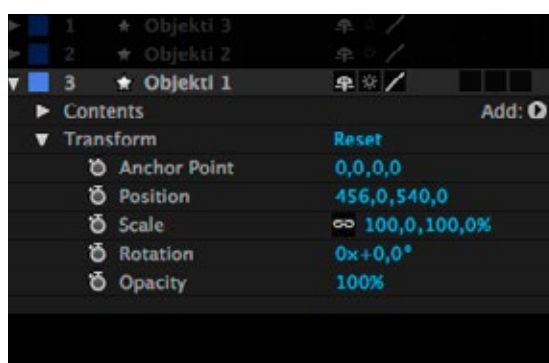 1 Objekti 3
2 Objekti 2
3 Objekti 1
Contents Add:
Transform Reset
Anchor Point 0,0,0,0
Position 456,0,540,0
Scale 100,0,100,0%
Rotation 0x+0,0°
Opacity 100%